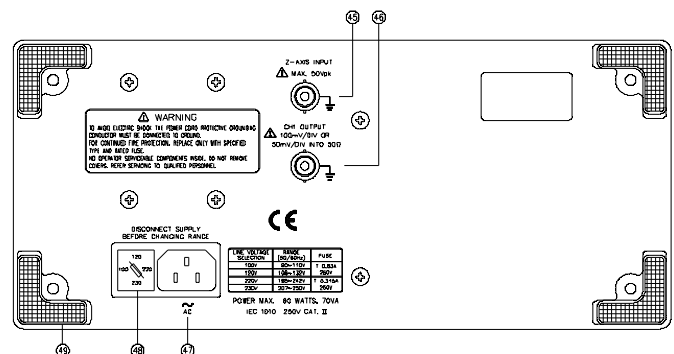 45 46
Z-AXIS INPUT
MAX. 50Vpk
WARNING
TO AVOID ELECTRIC SHOCK THE POWER CORD PROTECTIVE GROUNDING
CONDUCTOR MUST BE CONNECTED TO GROUND.
FOR CONTINUED FIRE PROTECTION, REPLACE ONLY WITH SPECIFIED
TYPE AND RATED FUSE.
NO OPERATOR SERVICEABLE COMPONENTS INSIDE, DO NOT REMOVE
COVERS, REFER SERVICING TO QUALIFIED PERSONNEL.
CH1 OUTPUT
100mV/DIV OR
50mV/DIV INTO 50Ω
CE
DISCONNECT SUPPLY
BEFORE CHANGING RANGE
120
100 220
230
AC
LINE VOLTAGE SELECTION RANGE (50/60Hz) FUSE
100V 90~110V T 0.63A
120V 108~132V 250V
220V 198~242V T 0.315A
230V 207~250V 250V
POWER MAX. 60 WATTS, 70VA
IEC 1010 250V CAT. II
49 48 47